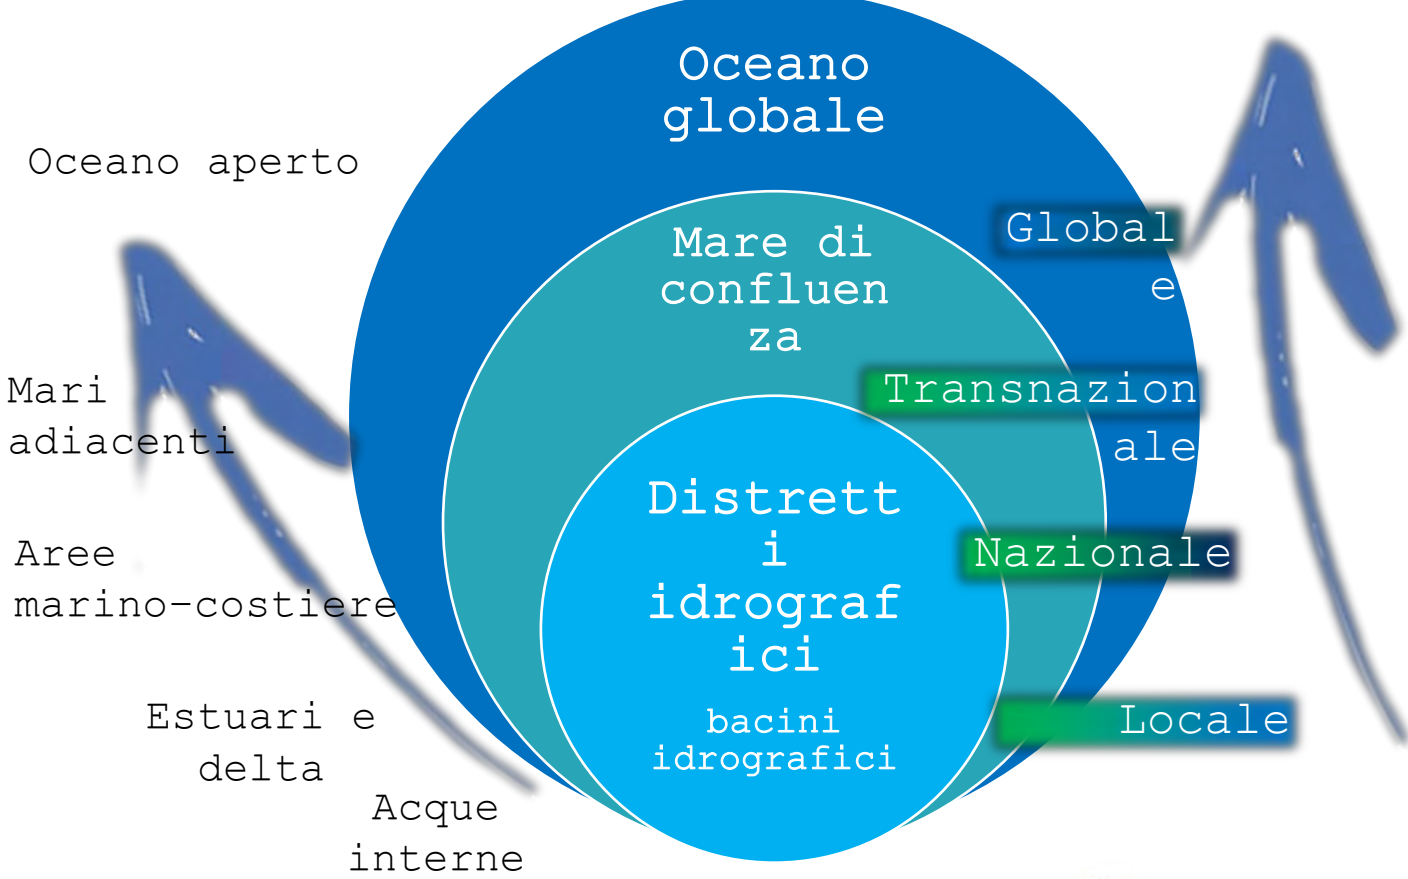 Oceano
globale
Oceano aperto
Mare di
confluen
za
Global
e
Mari
adiacenti
Transnazion
ale
Distrett
i
idrograf
ici
Aree
marino-costiere
Nazionale
bacini
idrografici
Estuari e
delta
Locale
Acque
interne